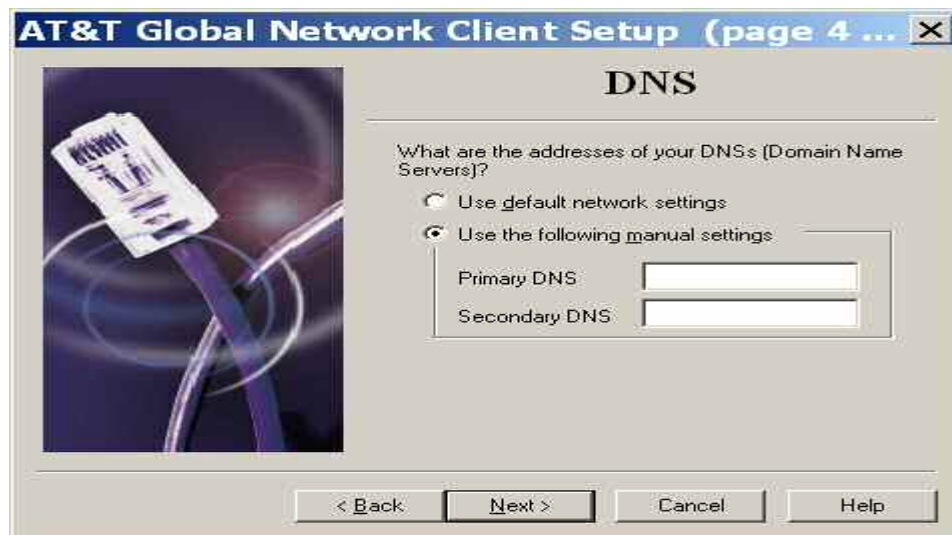 AT&T Global Network Client Setup (page 4 ...
DNS
What are the addresses of your DNSs (Domain Name
Servers)?
Use default network settings
Use the following manual settings
Primary DNS
Secondary DNS
< Back
Next >
Cancel
Help